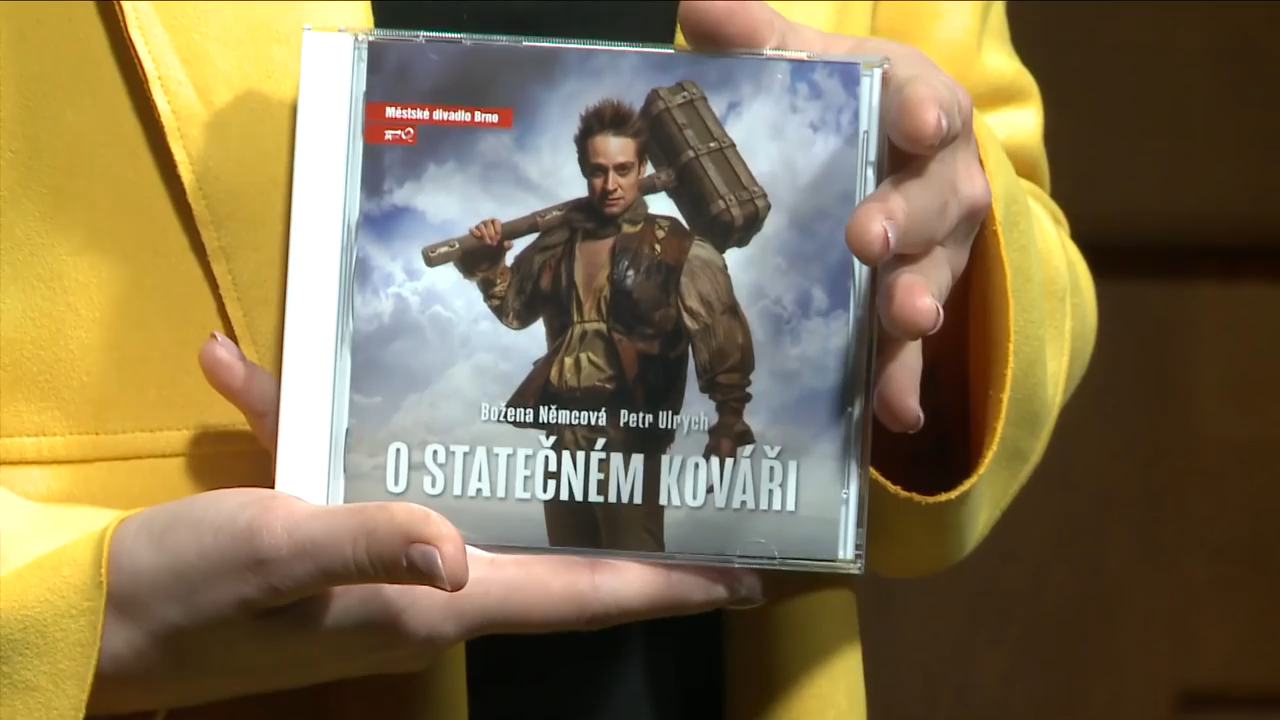 Městské divadlo Brno
Božena Němcová Petr Ulrych
O STATEČNÉM KOVÁŘI